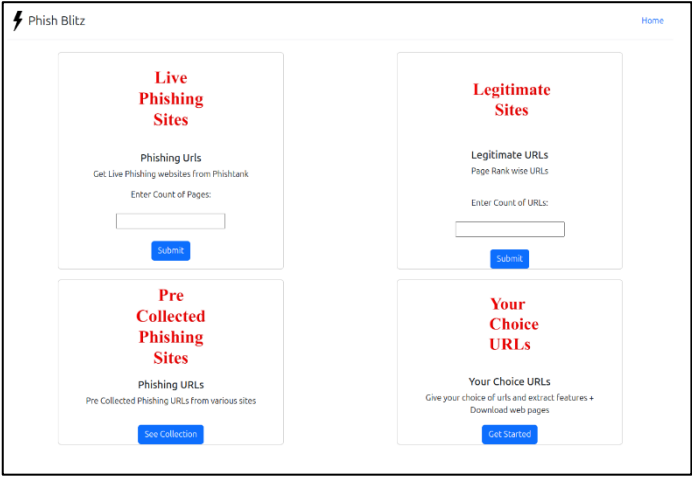 Phish Blitz
Home
Live
Phishing
Sites
Phishing Urls
Get Live Phishing websites from Phishtank
Enter Count of Pages:
Submit
Legitimate
Sites
Legitimate URLs
Page Rank wise URLs
Enter Count of URLs:
Submit
Pre
Collected
Phishing
Sites
Phishing URLs
Pre Collected Phishing URLs from various sites
See Collection
Your
Choice
URLs
Your Choice URLs
Give your choice of urls and extract features +
Download web pages
Get Started